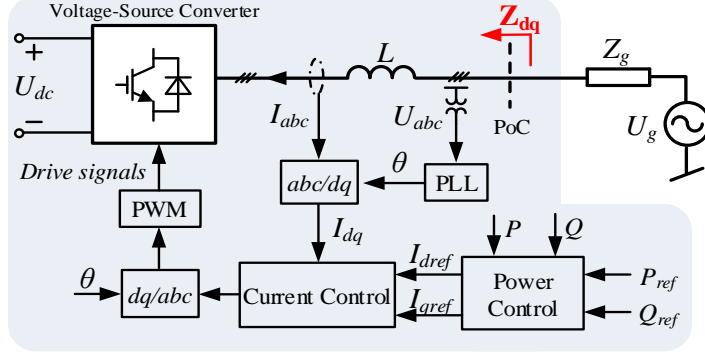 Voltage-Source Converter
Z_dq
+
U_dc
−
L
Z_g
I_abc
U_abc
PoC
U_g
Drive signals
θ
abc/dq
PLL
PWM
I_dq
P
Q
I_dref
θ
dq/abc
Current Control
Power
Control
P_ref
I_qref
Q_ref